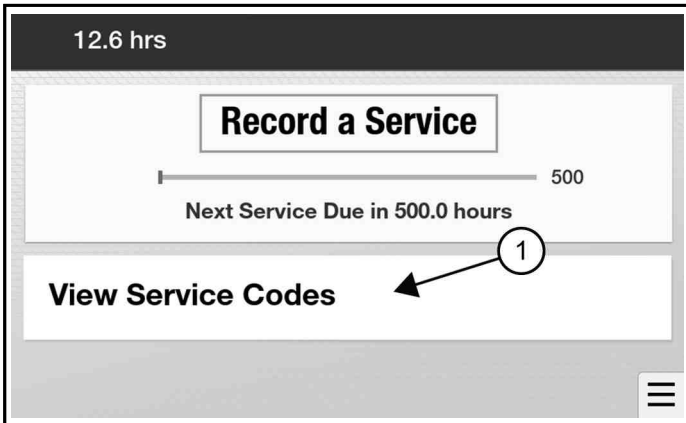 12.6 hrs
Record a Service
500
Next Service Due in 500.0 hours
1
View Service Codes